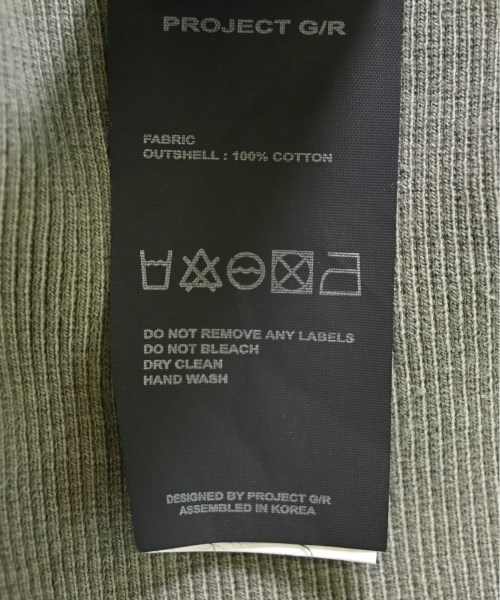 PROJECT G/R
FABRIC
OUTSHELL : 100% COTTON
DO NOT REMOVE ANY LABELS
DO NOT BLEACH
DRY CLEAN
HAND WASH
DESIGNED BY PROJECT G/R
ASSEMBLED IN KOREA